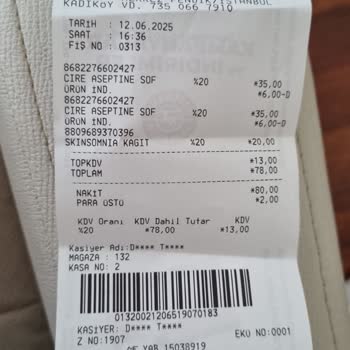 KADIKÖY VD. 735 066 7910
TARİH : 12.06.2025
SAAT : 16:36
FİŞ NO : 0313
8682276602427
CIRE ASEPTINE SOF %20 *35,00
ÜRÜN İND. *6,00-D
8682276602427
CIRE ASEPTINE SOF %20 *35,00
ÜRÜN İND. *6,00-D
8809689370396
SKINSOMNIA KAGIT %20 *20,00
TOPKDV *13,00
TOPLAM *78,00
NAKİT *80,00
PARA ÜSTÜ *2,00
KDV Oranı KDV Dahil Tutar KDV
%20 *78,00 *13,00
Kasiyer Adı:D**** T****
MAGAZA : 132
KASA NO: 2
01320021206519070183
KASİYER: D**** T****
Z NO:1907 EKÜ NO:0001
YAB 15038919